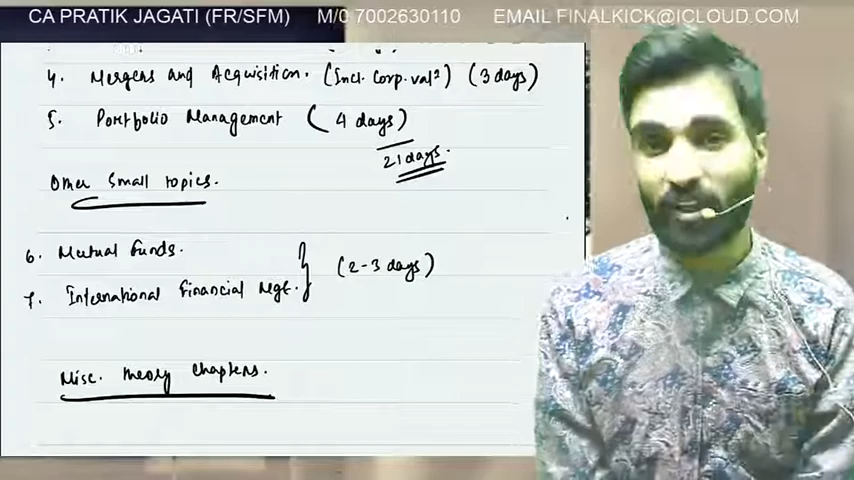 CA PRATIK JAGATI (FR/SFM) M/0 7002630110 EMAIL FINALKICK@ICLOUD.COM
4. Mergers and Acquisition. (Incl. Corp. valⁿ) (3 days)
5. Portfolio Management (4 days)
21 days.
Other Small topics.
6. Mutual Funds.
7. International Financial Mgt. } (2-3 days)
Misc. theory Chapters.